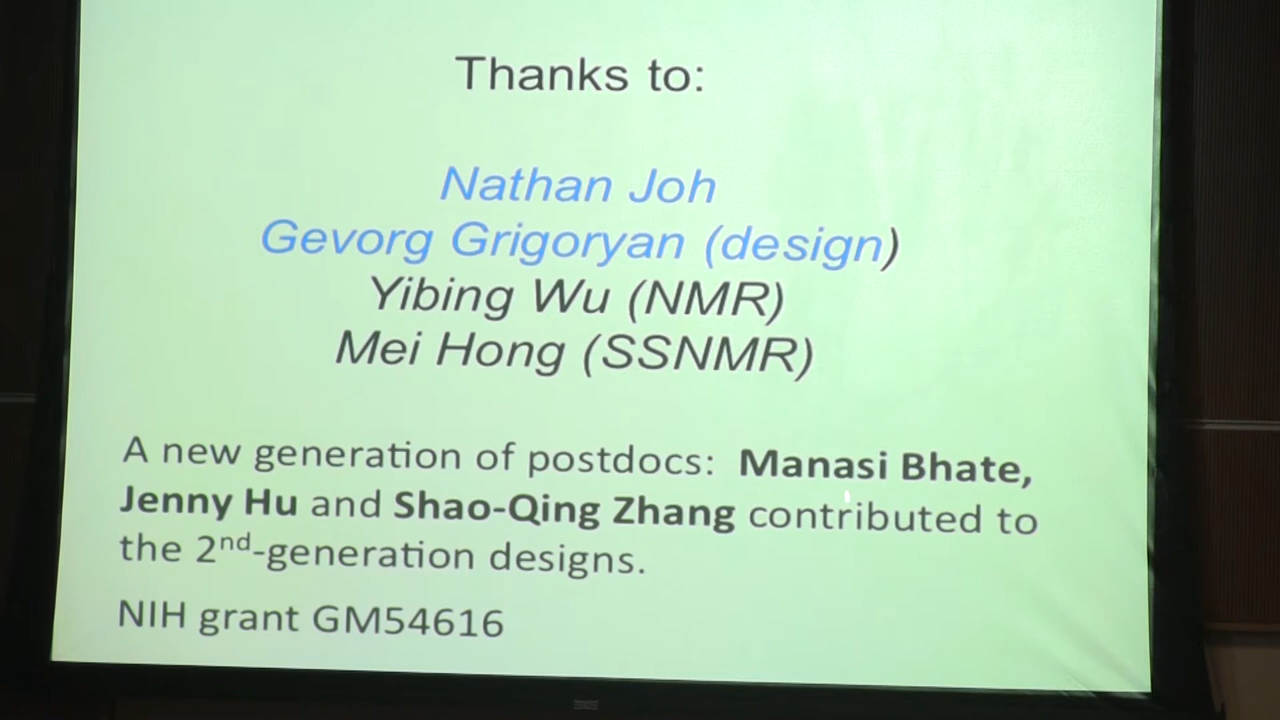 Thanks to:
Nathan Joh
Gevorg Grigoryan (design)
Yibing Wu (NMR)
Mei Hong (SSNMR)
A new generation of postdocs: Manasi Bhate,
Jenny Hu and Shao-Qing Zhang contributed to
the 2nd-generation designs.
NIH grant GM54616